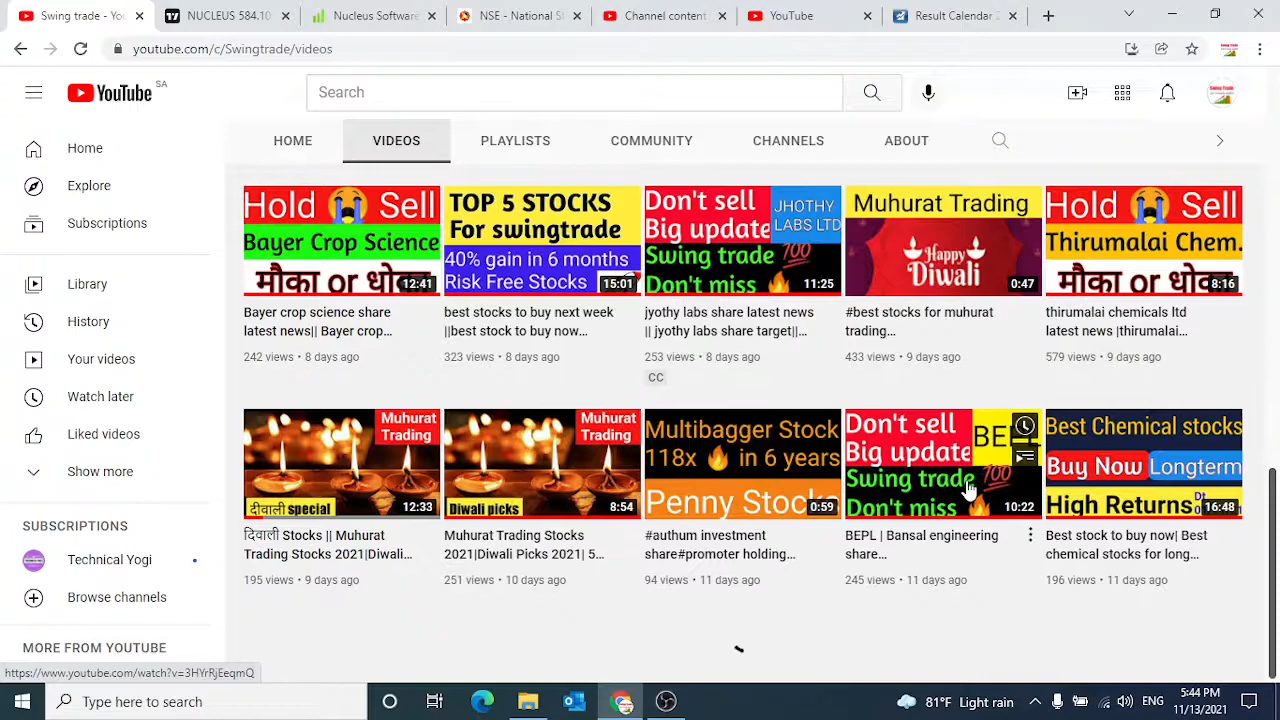 Swing trade - You
NUCLEUS 584.10
Nucleus Software
NSE - National St
Channel content
YouTube
Result Calendar 2
youtube.com/c/Swingtrade/videos
YouTube SA
Search
HOME
VIDEOS
PLAYLISTS
COMMUNITY
CHANNELS
ABOUT
Home
Explore
Subscriptions
Library
History
Your videos
Watch later
Liked videos
Show more
SUBSCRIPTIONS
Technical Yogi
Browse channels
MORE FROM YOUTUBE
Hold 😭 Sell
Bayer Crop Science
मौका or धोका
12:41
Bayer crop science share
latest news|| Bayer crop...
242 views • 8 days ago
TOP 5 STOCKS
For swingtrade
40% gain in 6 months
Risk Free Stocks
15:01
best stocks to buy next week
||best stock to buy now...
323 views • 8 days ago
Don't sell
Big update
JHOTHY
LABS LTD
Swing trade 💯
Don't miss 🔥
11:25
jyothy labs share latest news
|| jyothy labs share target||...
253 views • 8 days ago
CC
Muhurat Trading
Happy
Diwali
0:47
#best stocks for muhurat
trading...
433 views • 9 days ago
Hold 😭 Sell
Thirumalai Chem.
मौका or धोका
8:16
thirumalai chemicals ltd
latest news |thirumalai...
579 views • 9 days ago
Muhurat
Trading
दीवाली special
12:33
दिवाली Stocks || Muhurat
Trading Stocks 2021|Diwali...
195 views • 9 days ago
Muhurat
Trading
Diwali picks
8:54
Muhurat Trading Stocks
2021|Diwali Picks 2021| 5...
251 views • 10 days ago
Multibagger Stock
118x 🔥 in 6 years
Penny Stocks
0:59
#authum investment
share#promoter holding...
94 views • 11 days ago
Don't sell
Big update
BEPL
Swing trade 💯
Don't miss 🔥
10:22
BEPL | Bansal engineering
share...
245 views • 11 days ago
Best Chemical stocks
Buy Now Longterm
High Returns Dt
16:48
Best stock to buy now| Best
chemical stocks for long...
196 views • 11 days ago
https://www.youtube.com/watch?v=3HYrRjEeqmQ
Type here to search
81°F Light rain
ENG
5:44 PM
11/13/2021